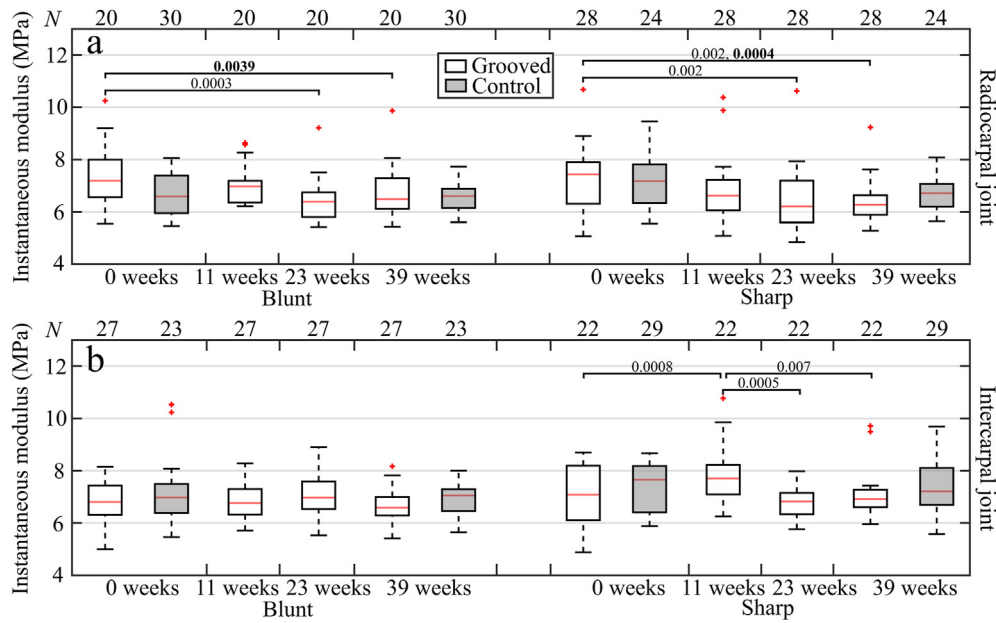 N 20 30 20 20 20 30 28 24 28 28 28 24
12
10
8
6
4
Instantaneous modulus (MPa)
a
0.0039
0.0003
Grooved
Control
0.002, 0.0004
0.002
Radiocarpal joint
0 weeks 11 weeks 23 weeks 39 weeks 0 weeks 11 weeks 23 weeks 39 weeks
Blunt Sharp
N 27 23 27 27 27 23 22 29 22 22 22 29
12
10
8
6
4
Instantaneous modulus (MPa)
b
0.0008 0.007
0.0005
Intercarpal joint
0 weeks 11 weeks 23 weeks 39 weeks 0 weeks 11 weeks 23 weeks 39 weeks
Blunt Sharp